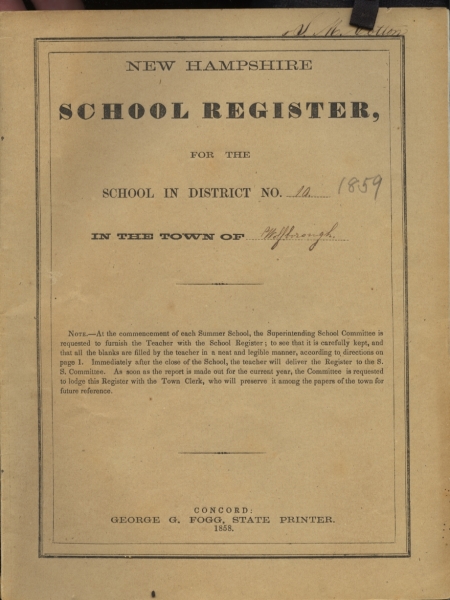 NEW HAMPSHIRE
SCHOOL REGISTER,
FOR THE
SCHOOL IN DISTRICT NO. 10. 1859
IN THE TOWN OF Wolfborough.
NOTE.—At the commencement of each Summer School, the Superintending School Committee is
requested to furnish the Teacher with the School Register; to see that it is carefully kept, and
that all the blanks are filled by the teacher in a neat and legible manner, according to directions on
page 1. Immediately after the close of the School, the teacher will deliver the Register to the S.
S. Committee. As soon as the report is made out for the current year, the Committee is requested
to lodge this Register with the Town Clerk, who will preserve it among the papers of the town for
future reference.
CONCORD:
GEORGE G. FOGG, STATE PRINTER.
1858.